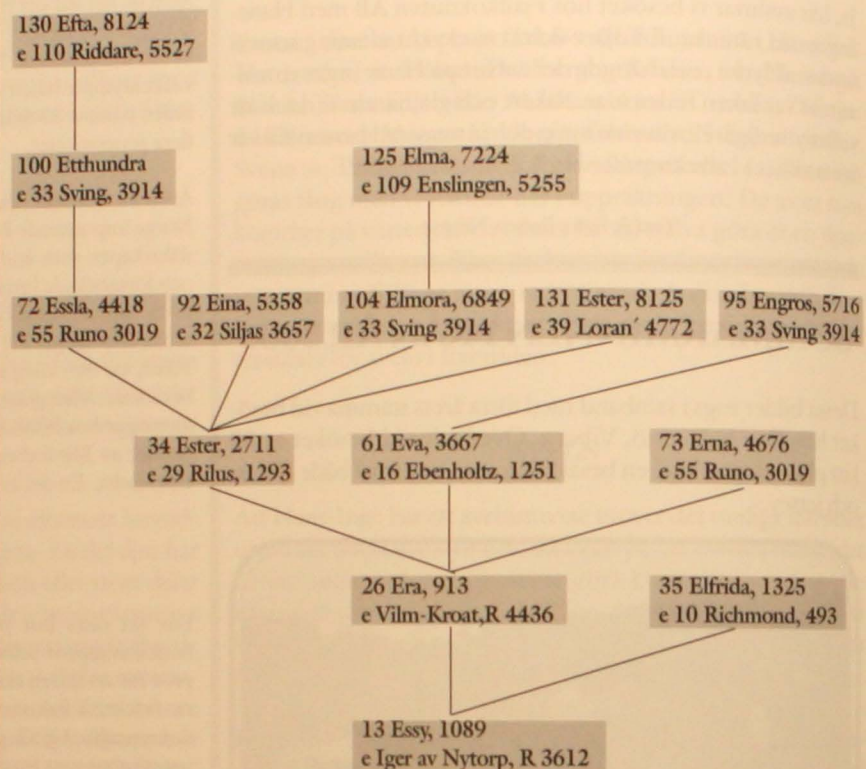 130 Efta, 8124
e 110 Riddare, 5527
100 Etthundra
e 33 Sving, 3914
125 Elma, 7224
e 109 Enslingen, 5255
72 Essla, 4418
e 55 Runo 3019
92 Eina, 5358
e 32 Siljas 3657
104 Elmora, 6849
e 33 Sving 3914
131 Ester, 8125
e 39 Loran´ 4772
95 Engros, 5716
e 33 Sving 3914
34 Ester, 2711
e 29 Rilus, 1293
61 Eva, 3667
e 16 Ebenholtz, 1251
73 Erna, 4676
e 55 Runo, 3019
26 Era, 913
e Vilm-Kroat,R 4436
35 Elfrida, 1325
e 10 Richmond, 493
13 Essy, 1089
e Iger av Nytorp, R 3612